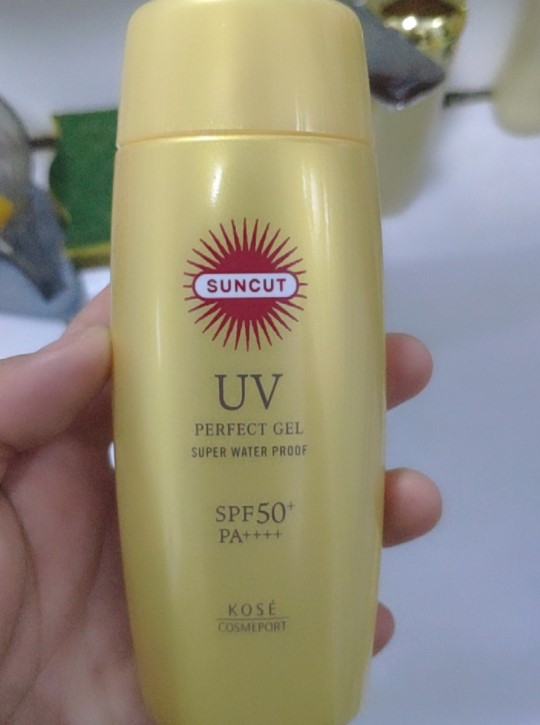 SUNCUT
UV
PERFECT GEL
SUPER WATER PROOF
SPF50+
PA++++
KOSÉ
COSMEPORT